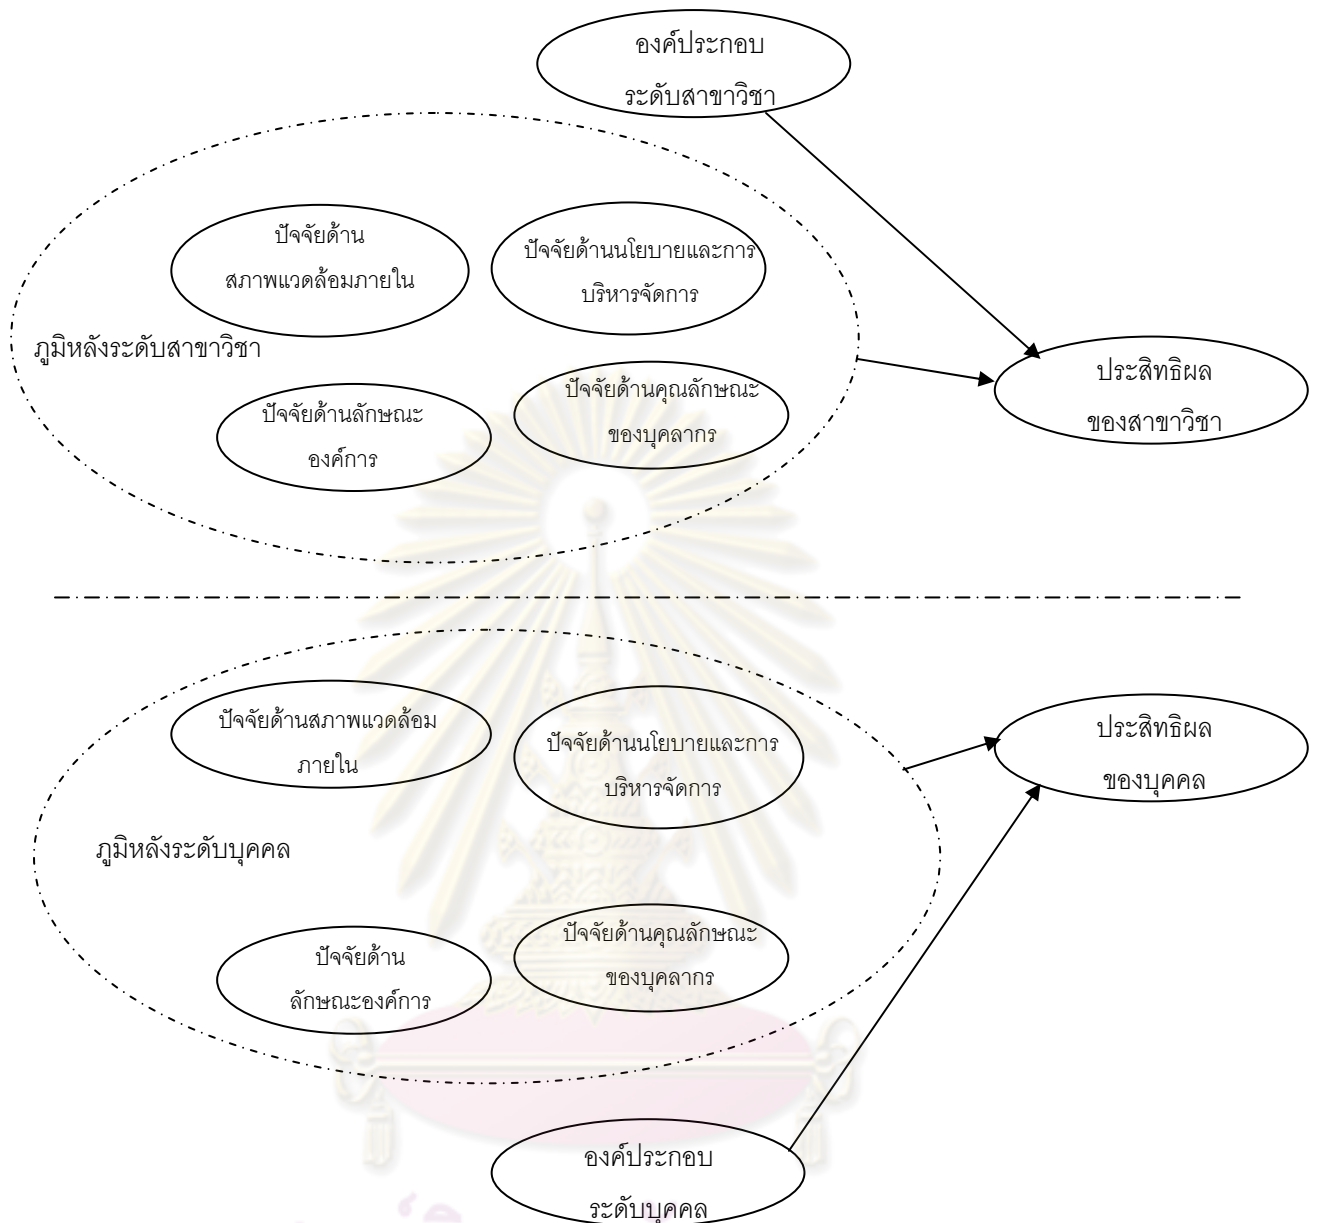 องค์ประกอบ
ระดับสาขาวิชา
ปัจจัยด้าน
สภาพแวดล้อมภายใน
ปัจจัยด้านนโยบายและการ
บริหารจัดการ
ภูมิหลังระดับสาขาวิชา
ปัจจัยด้านลักษณะ
องค์การ
ปัจจัยด้านคุณลักษณะ
ของบุคลากร
ประสิทธิผล
ของสาขาวิชา
ปัจจัยด้านสภาพแวดล้อม
ภายใน
ปัจจัยด้านนโยบายและการ
บริหารจัดการ
ประสิทธิผล
ของบุคคล
ภูมิหลังระดับบุคคล
ปัจจัยด้าน
ลักษณะองค์การ
ปัจจัยด้านคุณลักษณะ
ของบุคลากร
องค์ประกอบ
ระดับบุคคล